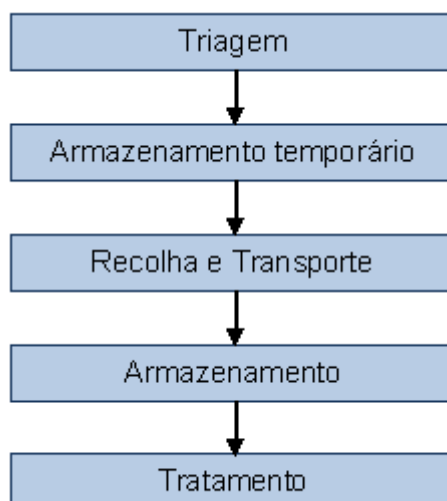 Triagem
Armazenamento temporário
Recolha e Transporte
Armazenamento
Tratamento